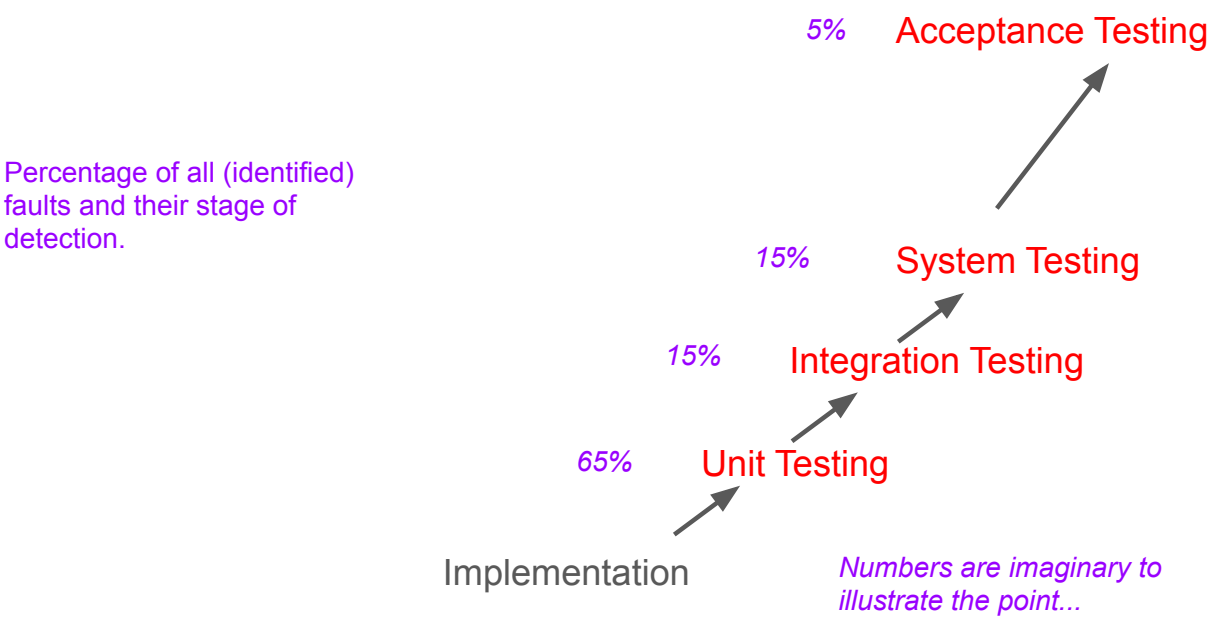 5% Acceptance Testing
Percentage of all (identified)
faults and their stage of
detection.
15% System Testing
15% Integration Testing
65% Unit Testing
Implementation
Numbers are imaginary to
illustrate the point...